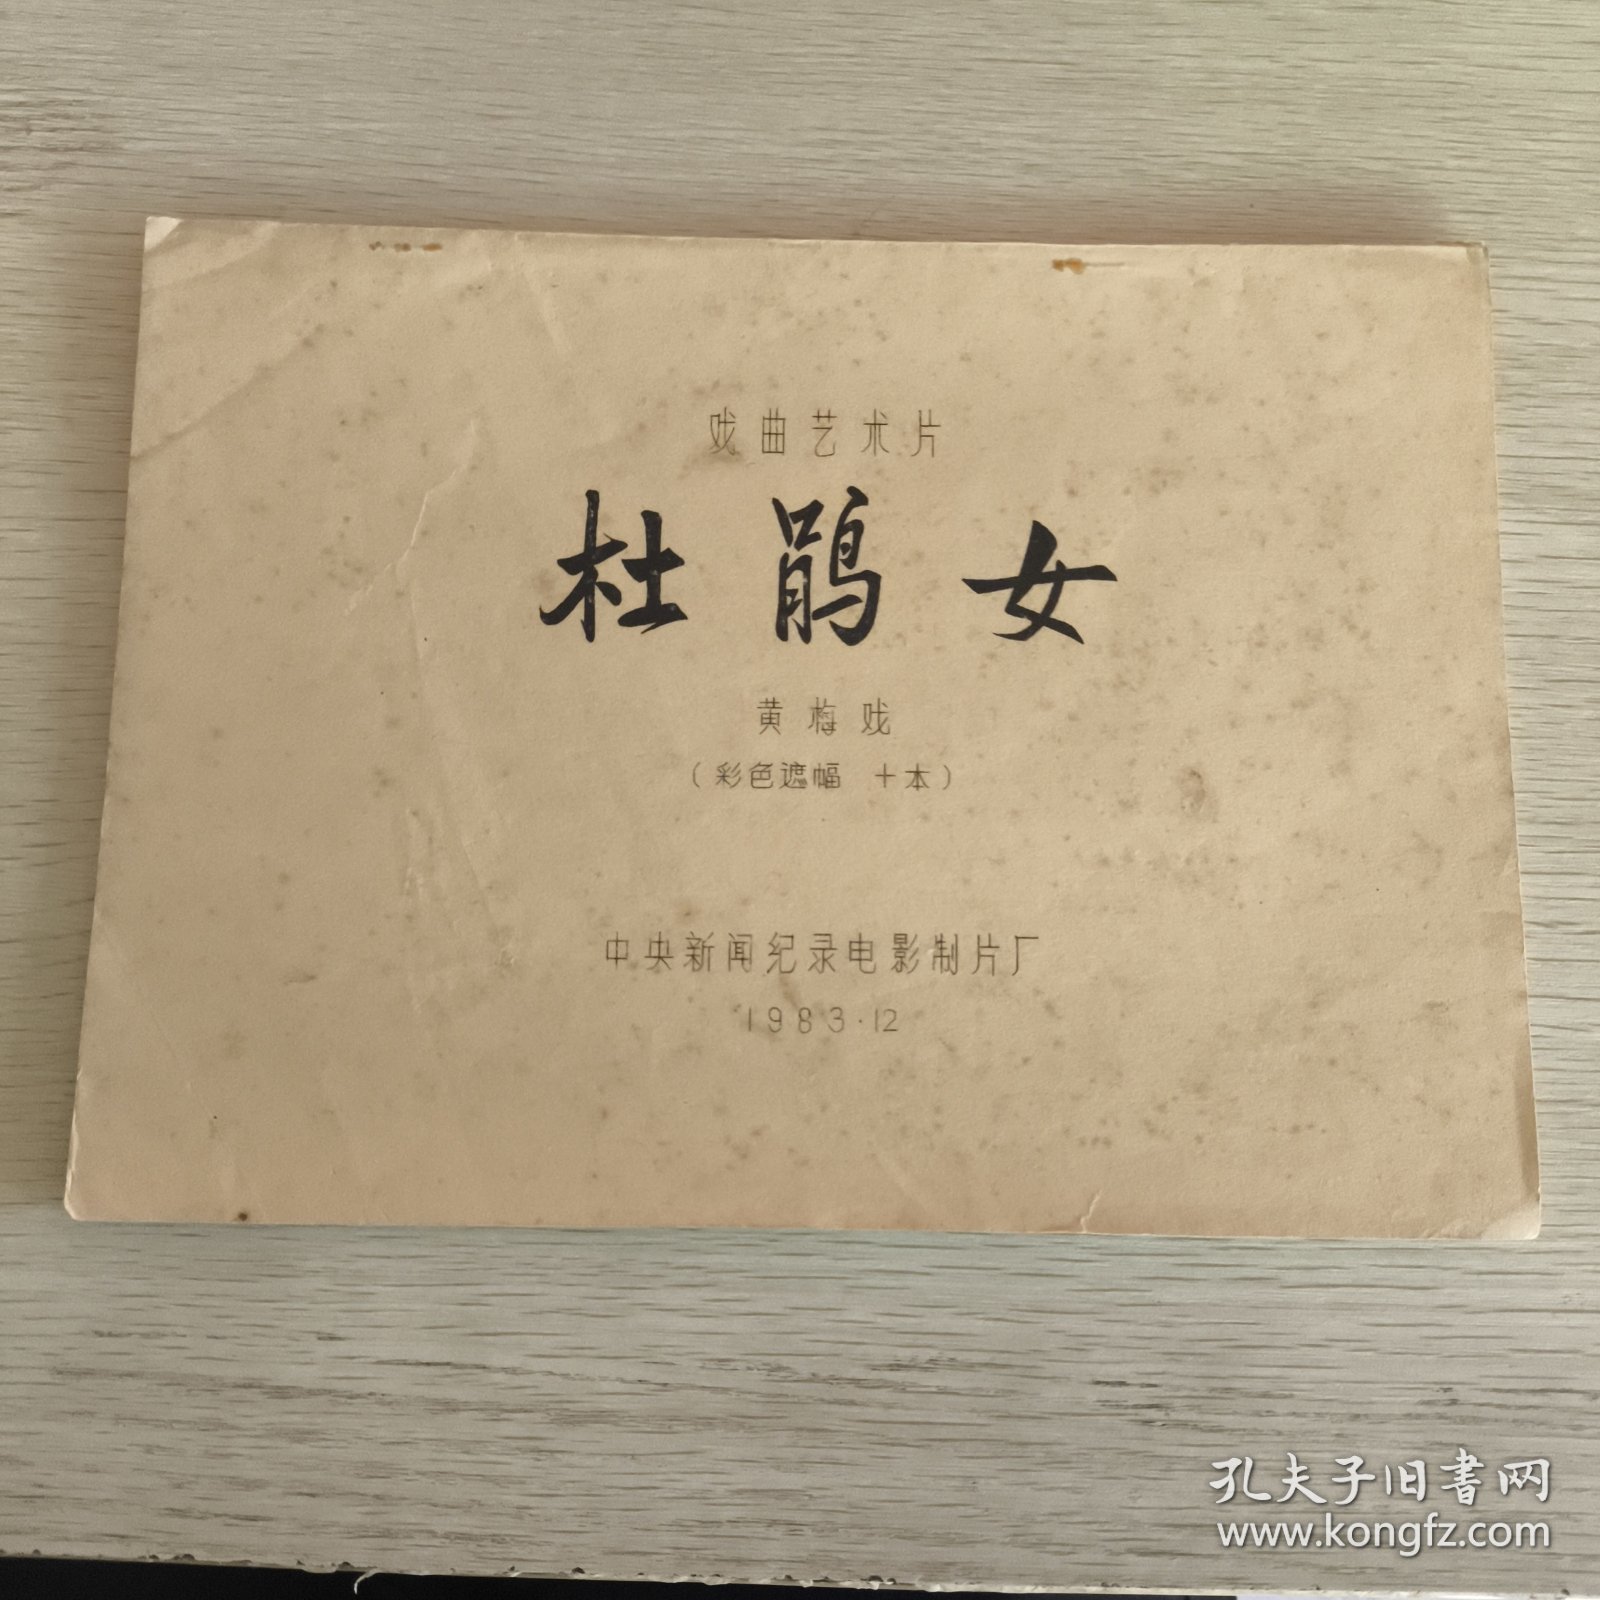 戏曲艺术片
杜鹃女
黄梅戏
（彩色遮幅 十本）
中央新闻纪录电影制片厂
1983·12
孔夫子旧书网
www.kongfz.com